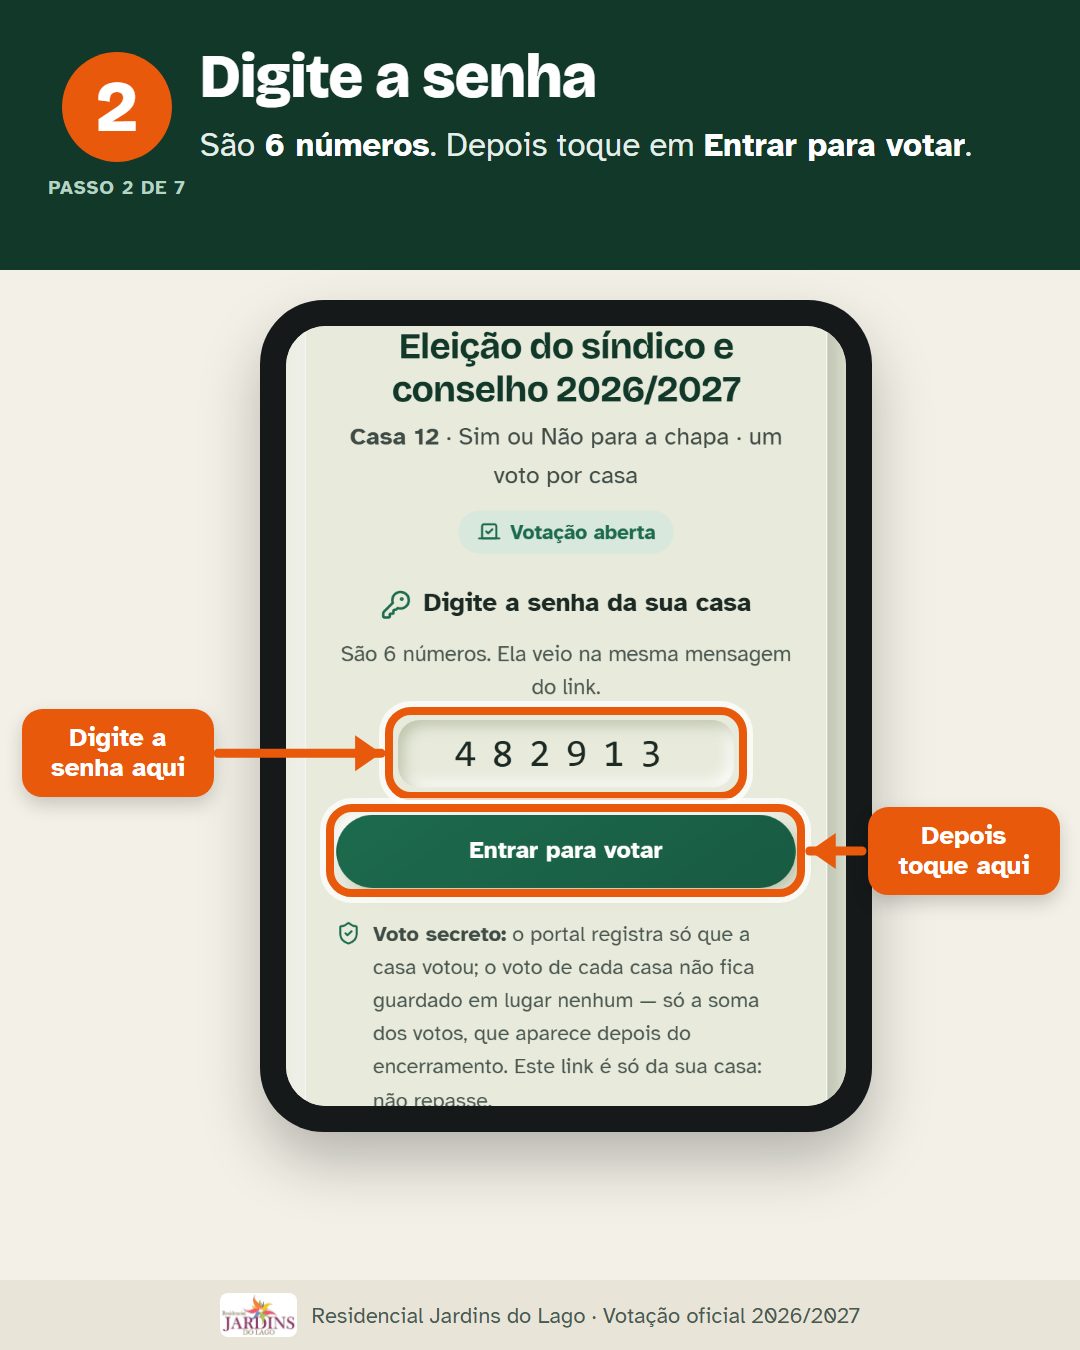 2
Digite a senha
São 6 números. Depois toque em Entrar para votar.
PASSO 2 DE 7
Eleição do síndico e
conselho 2026/2027
Casa 12 · Sim ou Não para a chapa · um
voto por casa
Votação aberta
Digite a senha da sua casa
São 6 números. Ela veio na mesma mensagem
do link.
Digite a
senha aqui
4 8 2 9 1 3
Entrar para votar
Depois
toque aqui
Voto secreto: o portal registra só que a
casa votou; o voto de cada casa não fica
guardado em lugar nenhum — só a soma
dos votos, que aparece depois do
encerramento. Este link é só da sua casa:
não repasse.
Residencial
JARDINS
DO LAGO
Residencial Jardins do Lago · Votação oficial 2026/2027